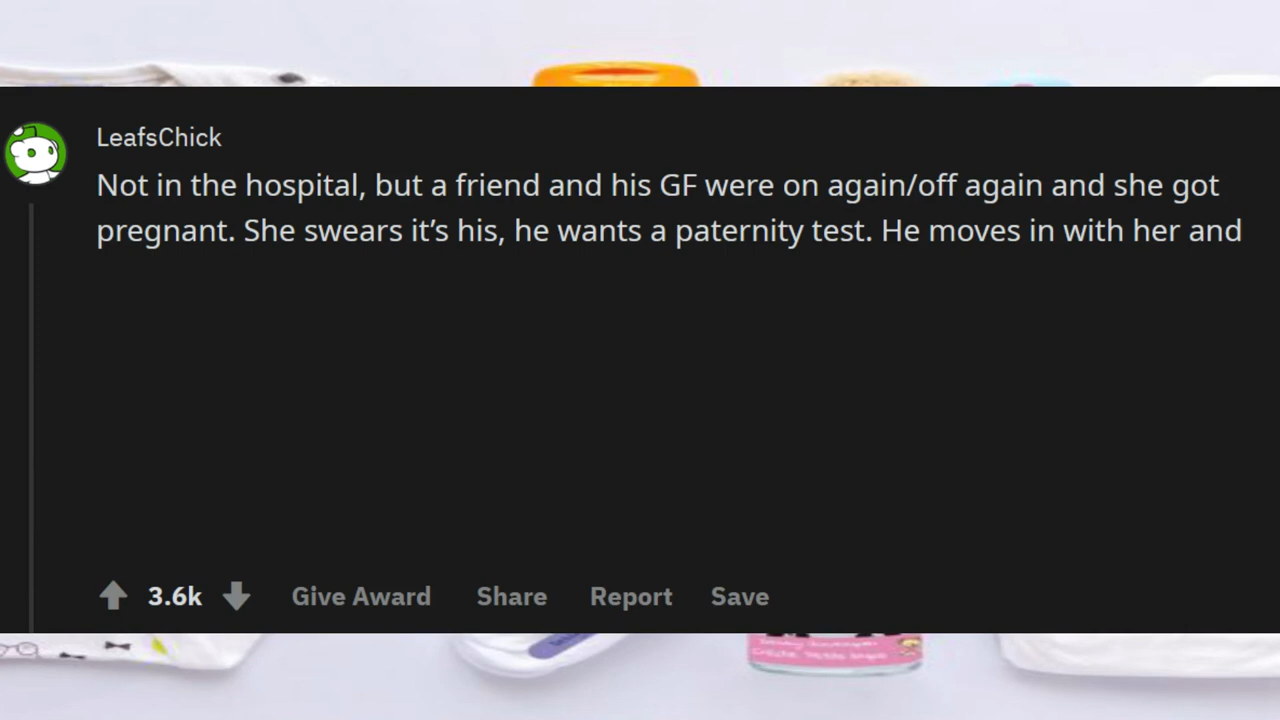 LeafsChick
Not in the hospital, but a friend and his GF were on again/off again and she got
pregnant. She swears it’s his, he wants a paternity test. He moves in with her and
3.6k Give Award Share Report Save